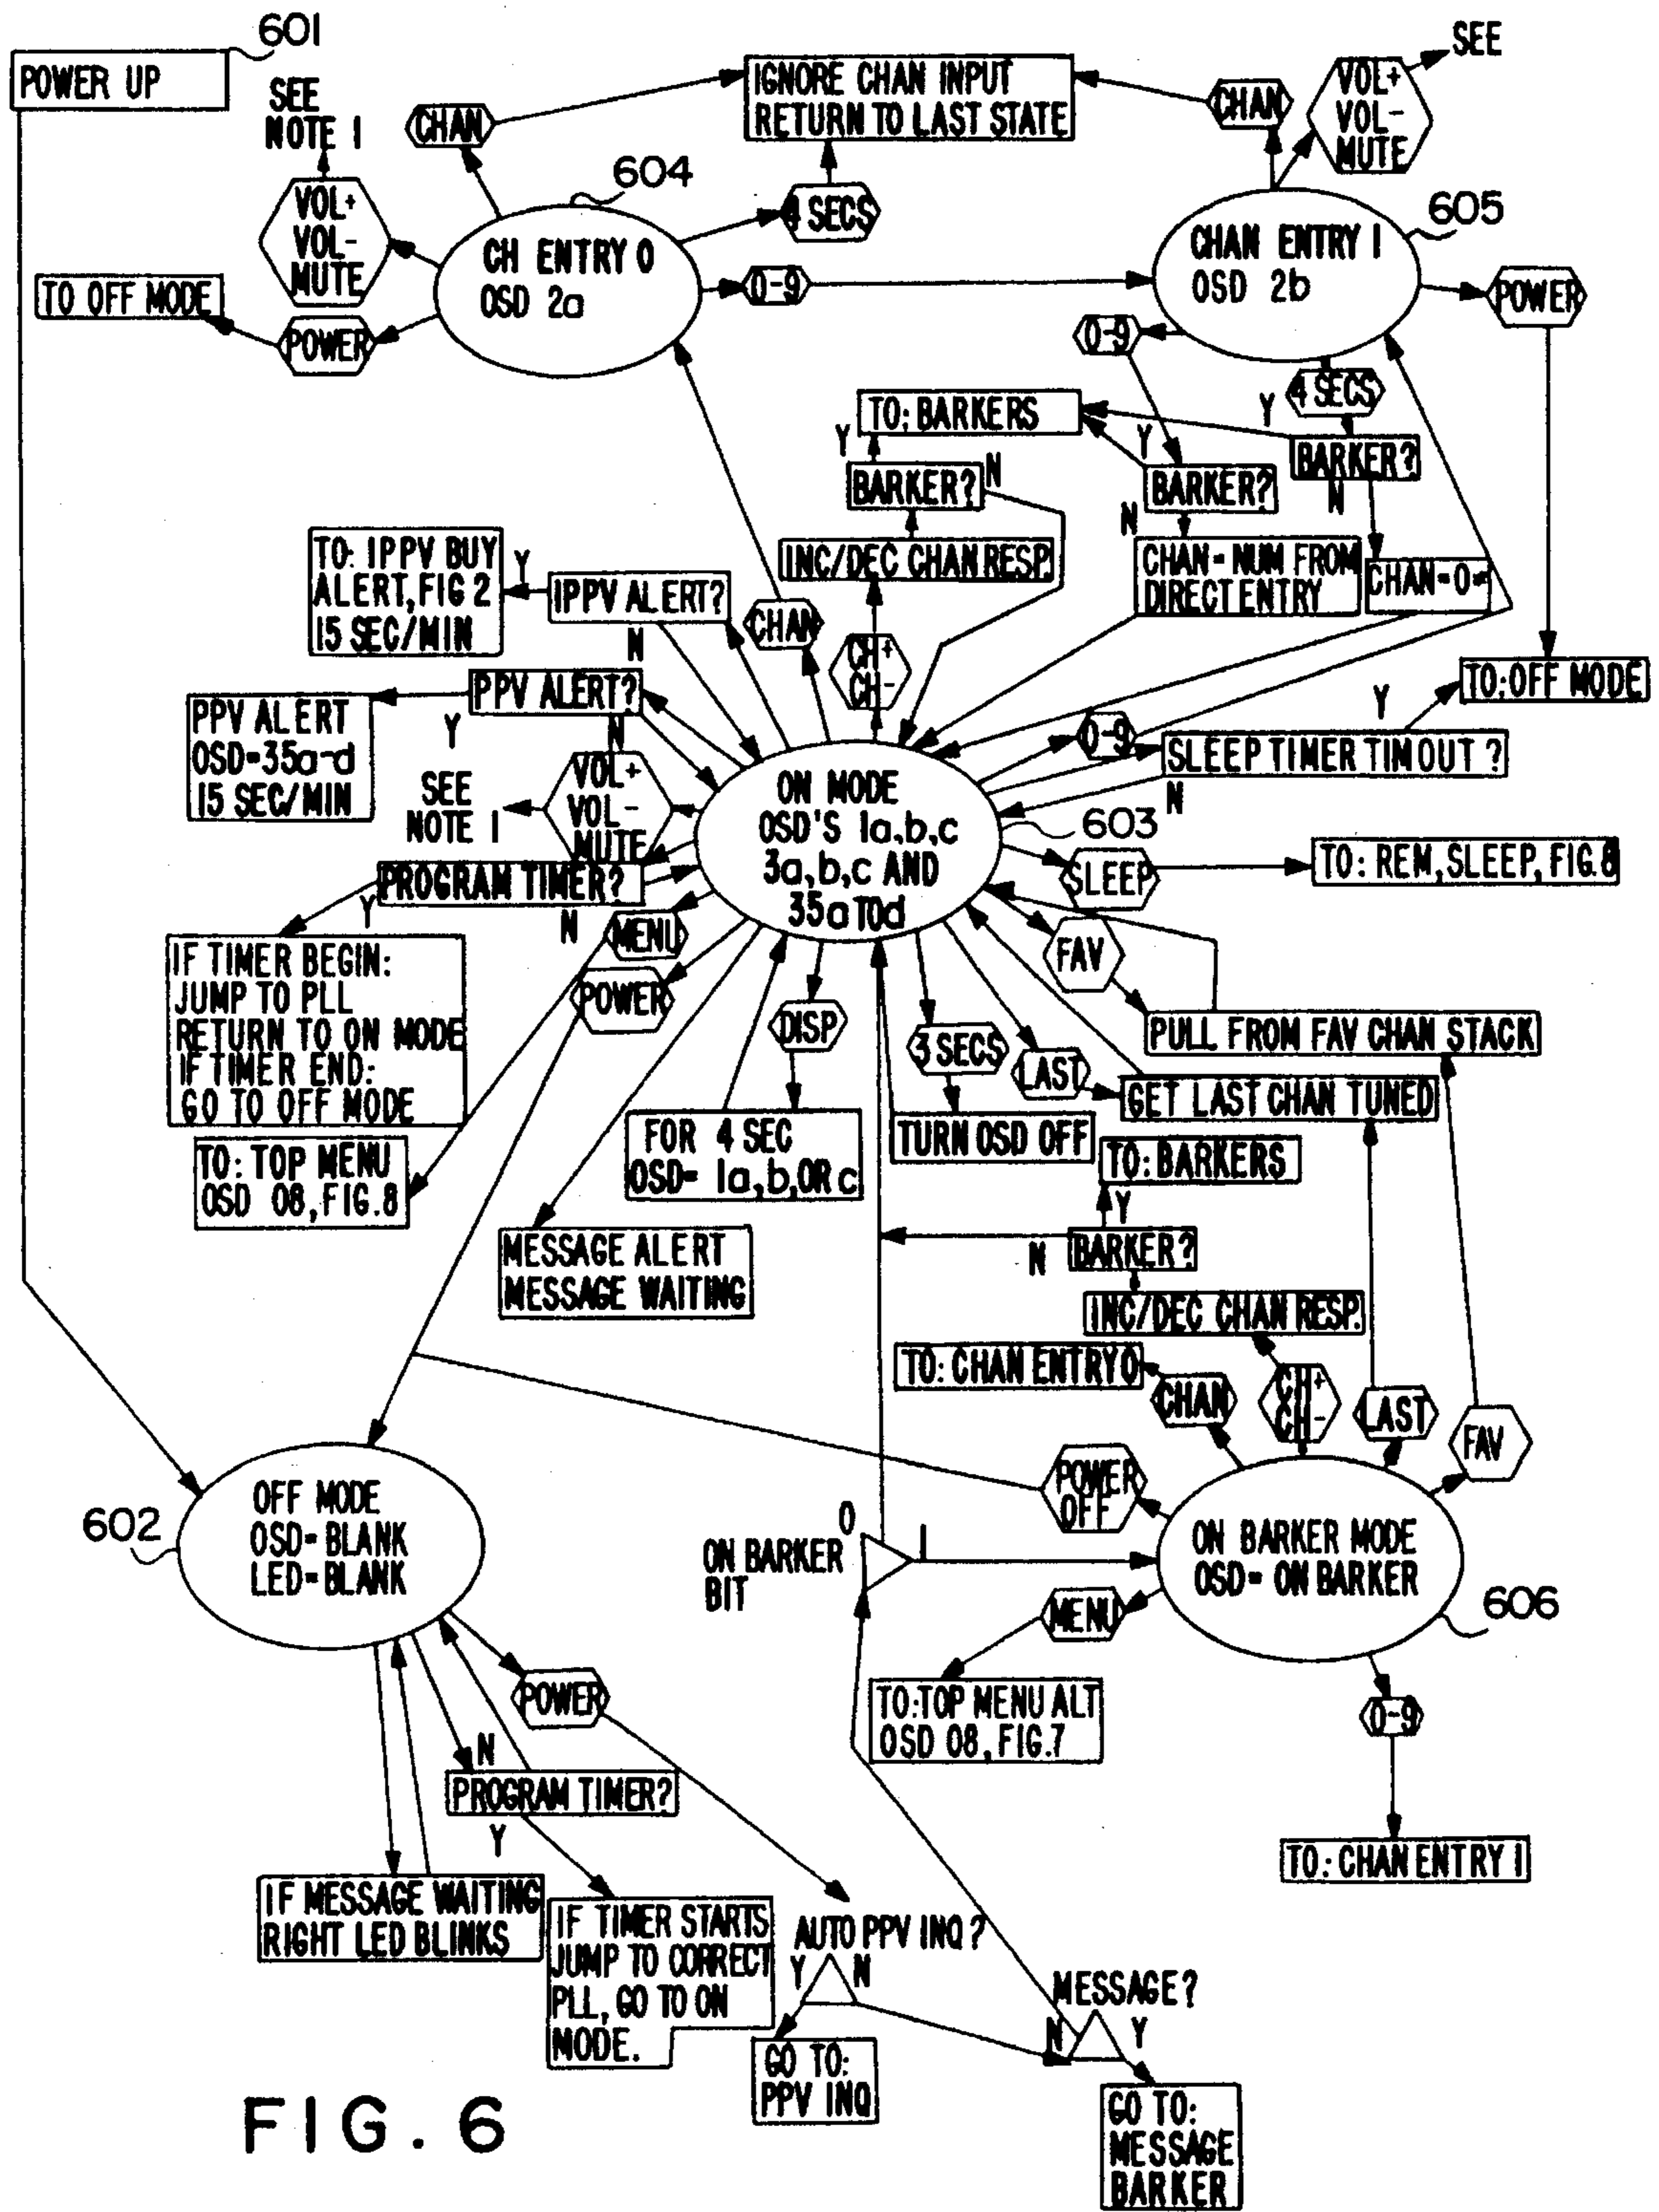 601
POWER UP
SEE
NOTE 1
CHAN
IGNORE CHAN INPUT
RETURN TO LAST STATE
CHAN
VOL+
VOL-
MUTE
SEE
604
VOL+
VOL-
MUTE
4 SECS
605
CH ENTRY 0
OSD 2a
0-9
CHAN ENTRY 1
OSD 2b
TO OFF MODE
POWER
POWER
0-9
4 SECS
Y
TO: BARKERS
Y
BARKER?
N
Y
BARKER?
N
BARKER?
N
TO: IPPV BUY
ALERT, FIG 2
15 SEC/MIN
Y
IPPV ALERT?
N
CHAN
INC/DEC CHAN RESP.
CH+
CH-
CHAN=NUM FROM
DIRECT ENTRY
CHAN=0#
TO: OFF MODE
Y
PPV ALERT?
Y
N
PPV ALERT
OSD=35a-d
15 SEC/MIN
0-9
SLEEP TIMER TIMOUT ?
N
SEE
NOTE 1
VOL+
VOL-
MUTE
ON MODE
OSD'S 1a,b,c
3a,b,c AND
35a TO d
603
SLEEP
TO: REM, SLEEP, FIG. 8
PROGRAM TIMER?
Y
N
MENU
POWER
FAV
IF TIMER BEGIN:
JUMP TO PLL
RETURN TO ON MODE
IF TIMER END:
GO TO OFF MODE
DISP
3 SECS
LAST
PULL FROM FAV CHAN STACK
GET LAST CHAN TUNED
TO: TOP MENU
OSD 08, FIG. 8
FOR 4 SEC
OSD= 1a,b, OR c
TURN OSD OFF
TO: BARKERS
Y
BARKER?
N
MESSAGE ALERT
MESSAGE WAITING
INC/DEC CHAN RESP.
TO: CHAN ENTRY 0
CHAN
CH+
CH-
LAST
FAV
POWER
OFF
602
OFF MODE
OSD=BLANK
LED=BLANK
ON BARKER
BIT
0
1
ON BARKER MODE
OSD= ON BARKER
606
MENU
POWER
TO:TOP MENU ALT
OSD 08, FIG.7
0-9
N
PROGRAM TIMER?
Y
TO: CHAN ENTRY 1
IF MESSAGE WAITING
RIGHT LED BLINKS
IF TIMER STARTS
JUMP TO CORRECT
PLL, GO TO ON
MODE.
AUTO PPV INQ?
Y
N
GO TO:
PPV INQ
MESSAGE?
N
Y
GO TO:
MESSAGE
BARKER
FIG. 6